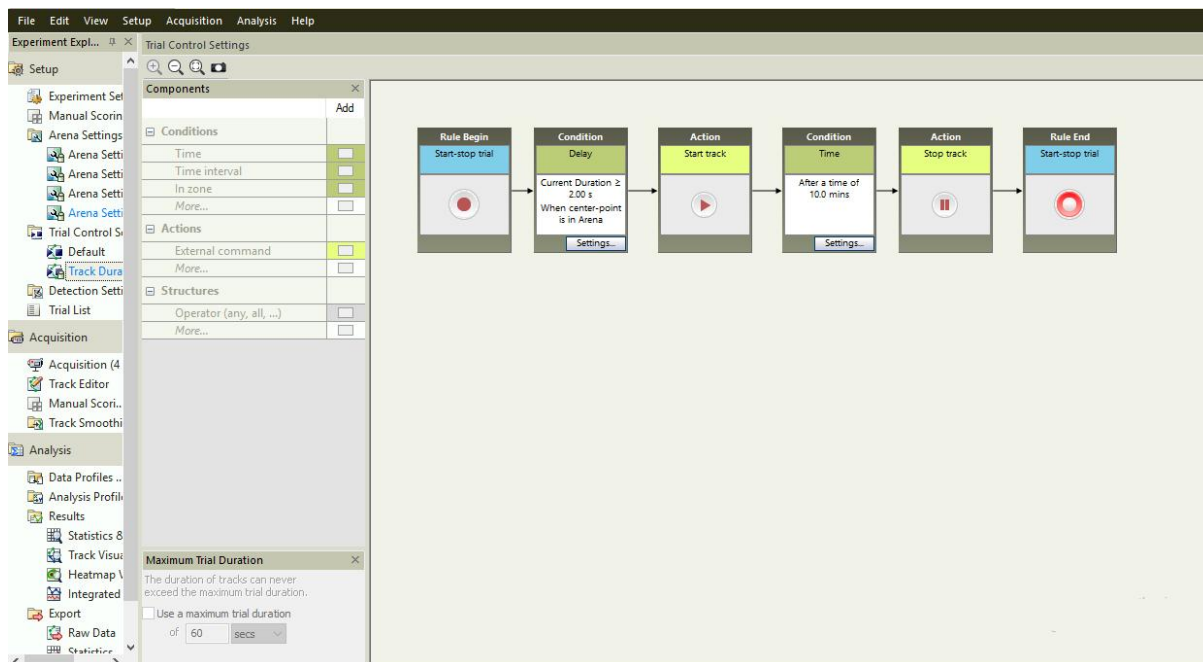 File Edit View Setup Acquisition Analysis Help
Experiment Expl...
Setup
Experiment Set
Manual Scorin
Arena Settings
Arena Setti
Arena Setti
Arena Setti
Arena Setti
Trial Control Se
Default
Track Dura
Detection Setti
Trial List
Acquisition
Acquisition (4
Track Editor
Manual Scori..
Track Smoothi
Analysis
Data Profiles ..
Analysis Profil
Results
Statistics &
Track Visua
Heatmap V
Integrated
Export
Raw Data
Statistics
Trial Control Settings
Components
Add
Conditions
Time
Time interval
In zone
More...
Actions
External command
More...
Structures
Operator (any, all, ...)
More...
Maximum Trial Duration
The duration of tracks can never
exceed the maximum trial duration.
Use a maximum trial duration
of 60 secs
Rule Begin
Start-stop trial
Condition
Delay
Current Duration ≥
2.00 s
When center-point
is in Arena
Settings...
Action
Start track
Condition
Time
After a time of
10.0 mins
Settings...
Action
Stop track
Rule End
Start-stop trial